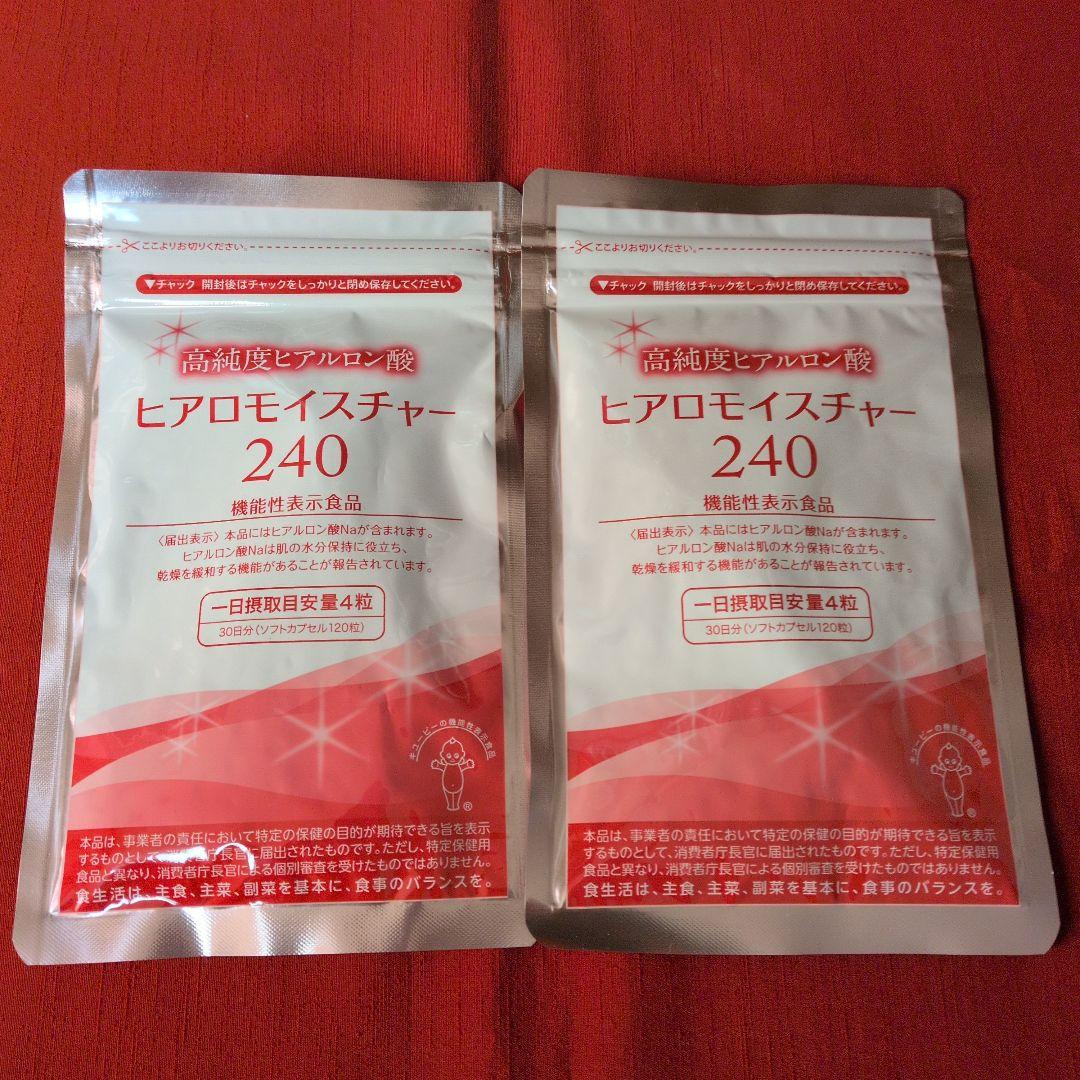 ここよりお切りください。
▼チャック 開封後はチャックをしっかりと閉め保存してください。
高純度ヒアルロン酸
ヒアロモイスチャー
240
機能性表示食品
〈届出表示〉本品にはヒアルロン酸Naが含まれます。
ヒアルロン酸Naは肌の水分保持に役立ち、
乾燥を緩和する機能があることが報告されています。
一日摂取目安量4粒
30日分(ソフトカプセル120粒)
キユーピーの機能性表示食品
®
本品は、事業者の責任において特定の保健の目的が期待できる旨を表示
するものとして、消費者庁長官に届出されたものです。ただし、特定保健用
食品と異なり、消費者庁長官による個別審査を受けたものではありません。
食生活は、主食、主菜、副菜を基本に、食事のバランスを。
ここよりお切りください。
▼チャック 開封後はチャックをしっかりと閉め保存してください。
高純度ヒアルロン酸
ヒアロモイスチャー
240
機能性表示食品
〈届出表示〉本品にはヒアルロン酸Naが含まれます。
ヒアルロン酸Naは肌の水分保持に役立ち、
乾燥を緩和する機能があることが報告されています。
一日摂取目安量4粒
30日分(ソフトカプセル120粒)
キユーピーの機能性表示食品
®
本品は、事業者の責任において特定の保健の目的が期待できる旨を表示
するものとして、消費者庁長官に届出されたものです。ただし、特定保健用
食品と異なり、消費者庁長官による個別審査を受けたものではありません。
食生活は、主食、主菜、副菜を基本に、食事のバランスを。